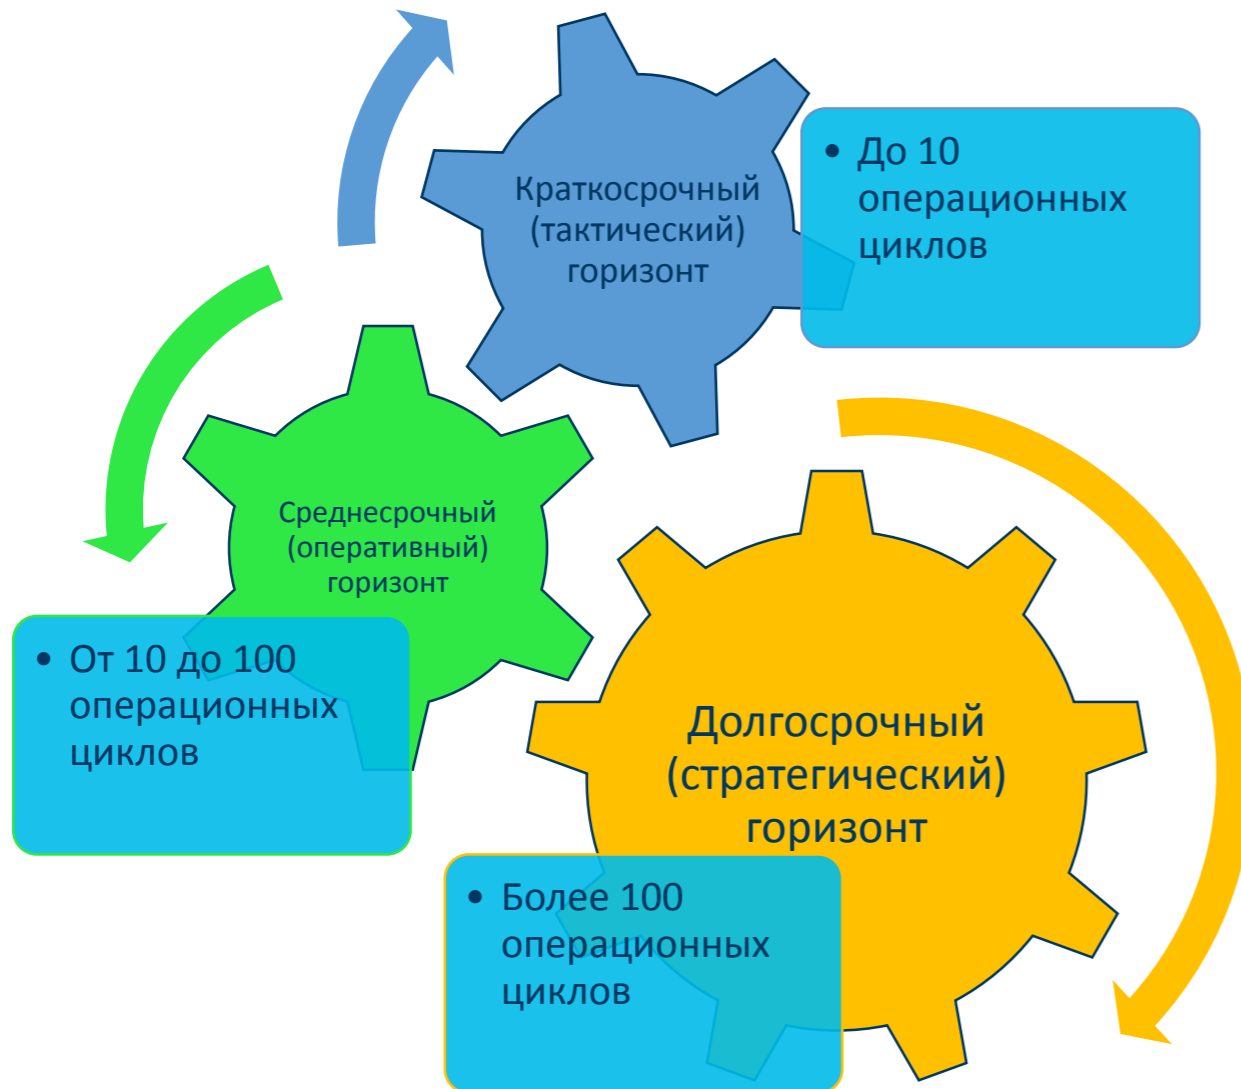 Краткосрочный
(тактический)
горизонт
• До 10
операционных
циклов
Среднесрочный
(оперативный)
горизонт
• От 10 до 100
операционных
циклов
Долгосрочный
(стратегический)
горизонт
• Более 100
операционных
циклов